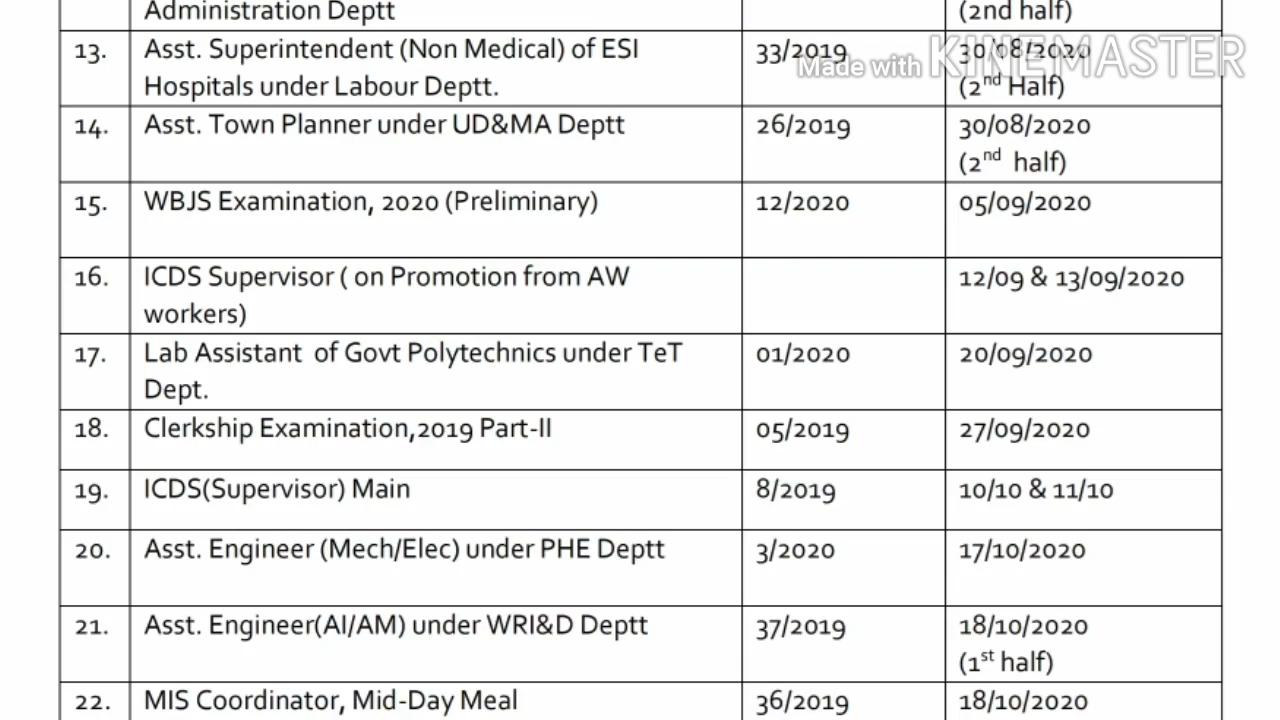 Administration Deptt (2nd half)
13. Asst. Superintendent (Non Medical) of ESI 33/2019 30/08/2020
Made with KINEMASTER
Hospitals under Labour Deptt. (2nd Half)
14. Asst. Town Planner under UD&MA Deptt 26/2019 30/08/2020
(2nd half)
15. WBJS Examination, 2020 (Preliminary) 12/2020 05/09/2020
16. ICDS Supervisor ( on Promotion from AW 12/09 & 13/09/2020
workers)
17. Lab Assistant of Govt Polytechnics under TeT 01/2020 20/09/2020
Dept.
18. Clerkship Examination,2019 Part-II 05/2019 27/09/2020
19. ICDS(Supervisor) Main 8/2019 10/10 & 11/10
20. Asst. Engineer (Mech/Elec) under PHE Deptt 3/2020 17/10/2020
21. Asst. Engineer(AI/AM) under WRI&D Deptt 37/2019 18/10/2020
(1st half)
22. MIS Coordinator, Mid-Day Meal 36/2019 18/10/2020